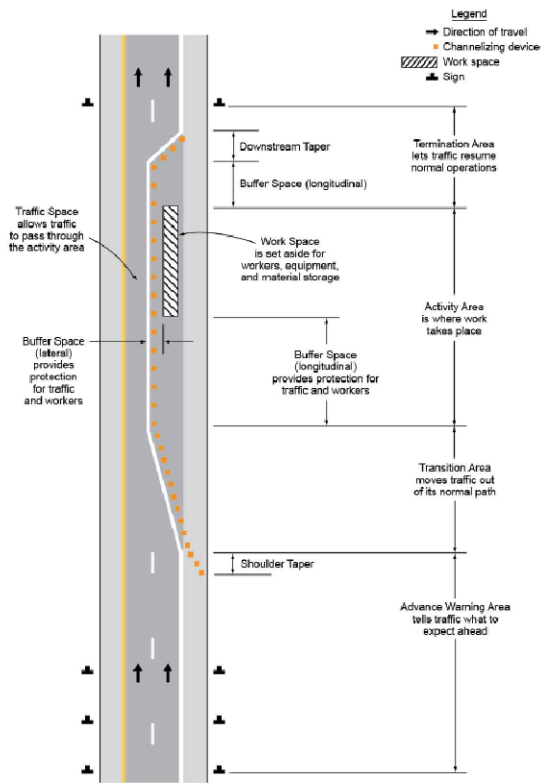 Legend
Direction of travel
Channelizing device
Work space
Sign
Downstream Taper
Buffer Space (longitudinal)
Termination Area
lets traffic resume
normal operations
Traffic Space
allows traffic
to pass through
the activity area
Work Space
is set aside for
workers, equipment,
and material storage
Activity Area
is where work
takes place
Buffer Space
(lateral)
provides
protection
for traffic
and workers
Buffer Space
(longitudinal)
provides protection for
traffic and workers
Transition Area
moves traffic out
of its normal path
Shoulder Taper
Advance Warning Area
tells traffic what to
expect ahead